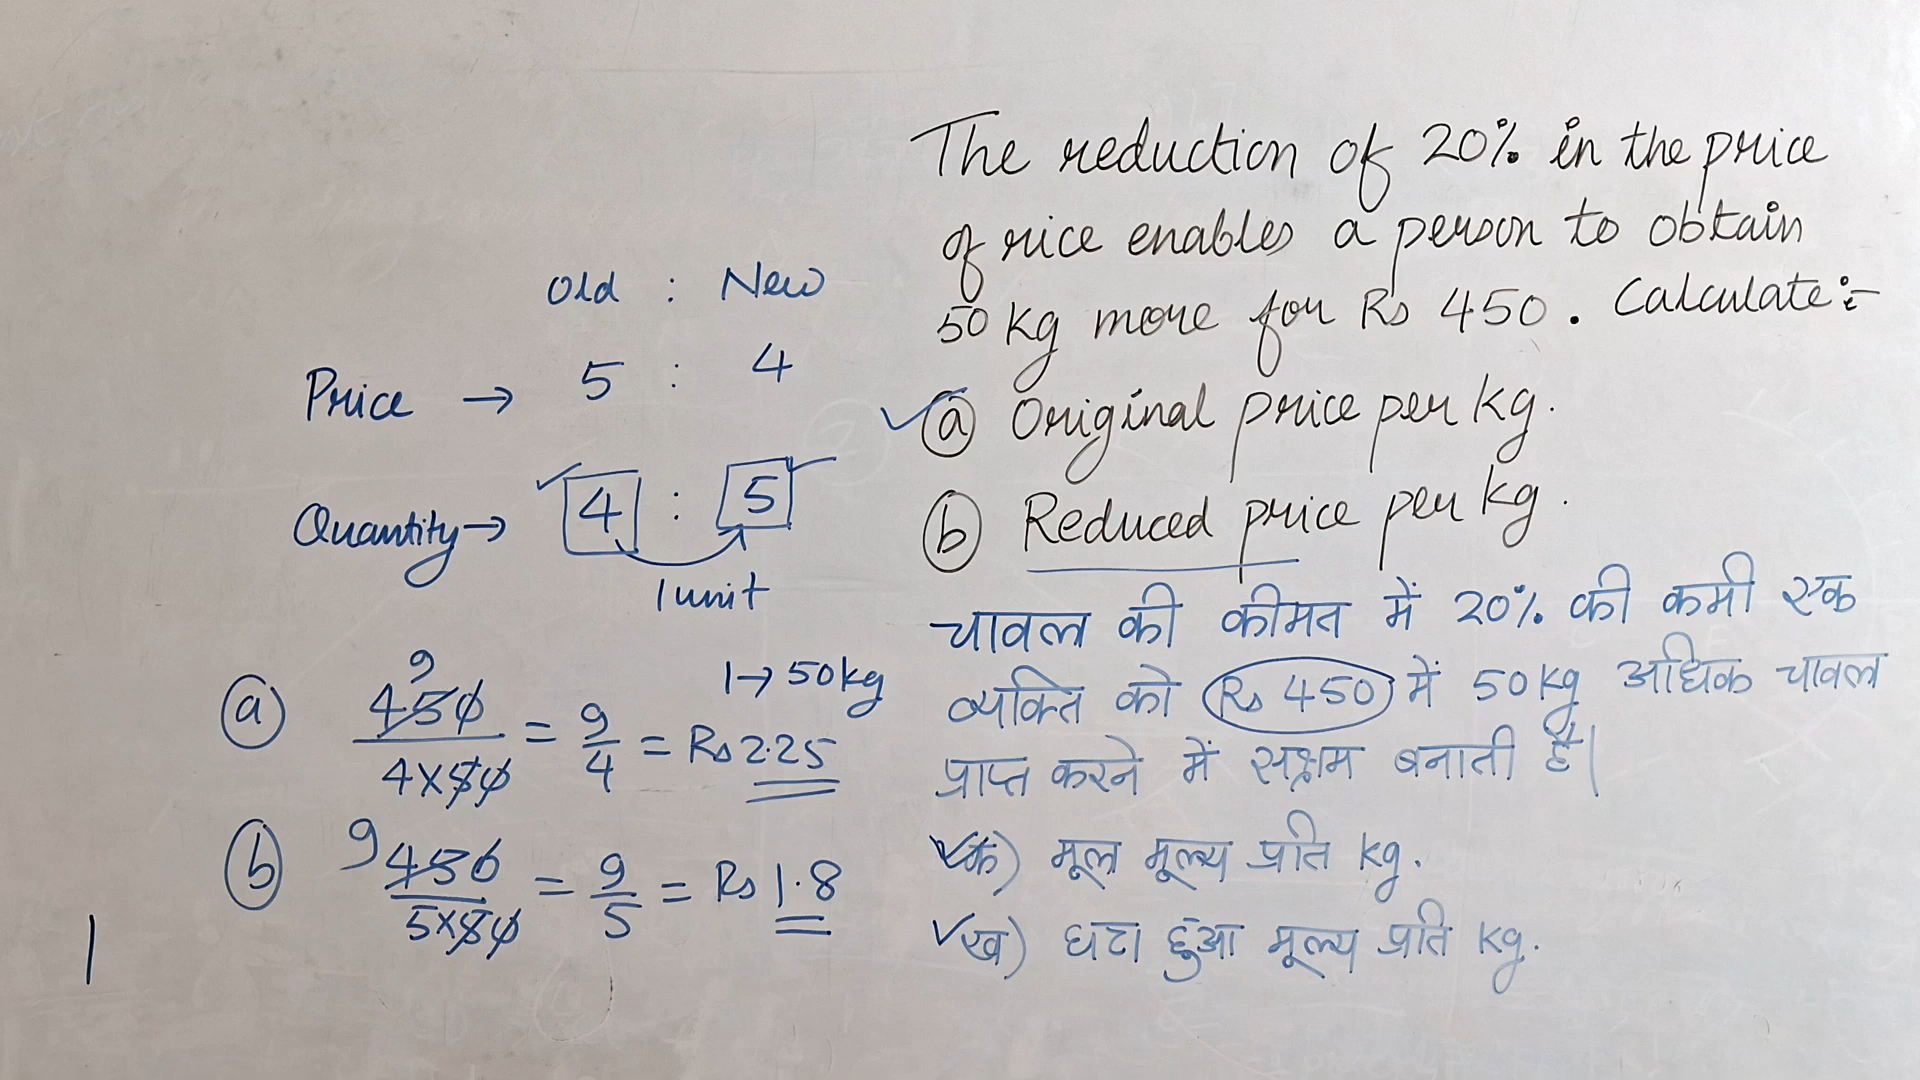 The reduction of 20% in the price
of rice enables a person to obtain
50 kg more for Rs 450. Calculate:-
(a) Original price per kg.
(b) Reduced price per kg.
चावल की कीमत में 20% की कमी एक
व्यक्ति को Rs 450 में 50 kg अधिक चावल
प्राप्त करने में सक्षम बनाती है|
क) मूल मूल्य प्रति kg.
ख) घटा हुआ मूल्य प्रति kg.
Old : New
Price → 5 : 4
Quantity → 4 : 5
1 unit
1 → 50 kg
(a) 450/4×50 = 9/4 = Rs 2.25
9
(b) 450/5×50 = 9/5 = Rs 1.8
9